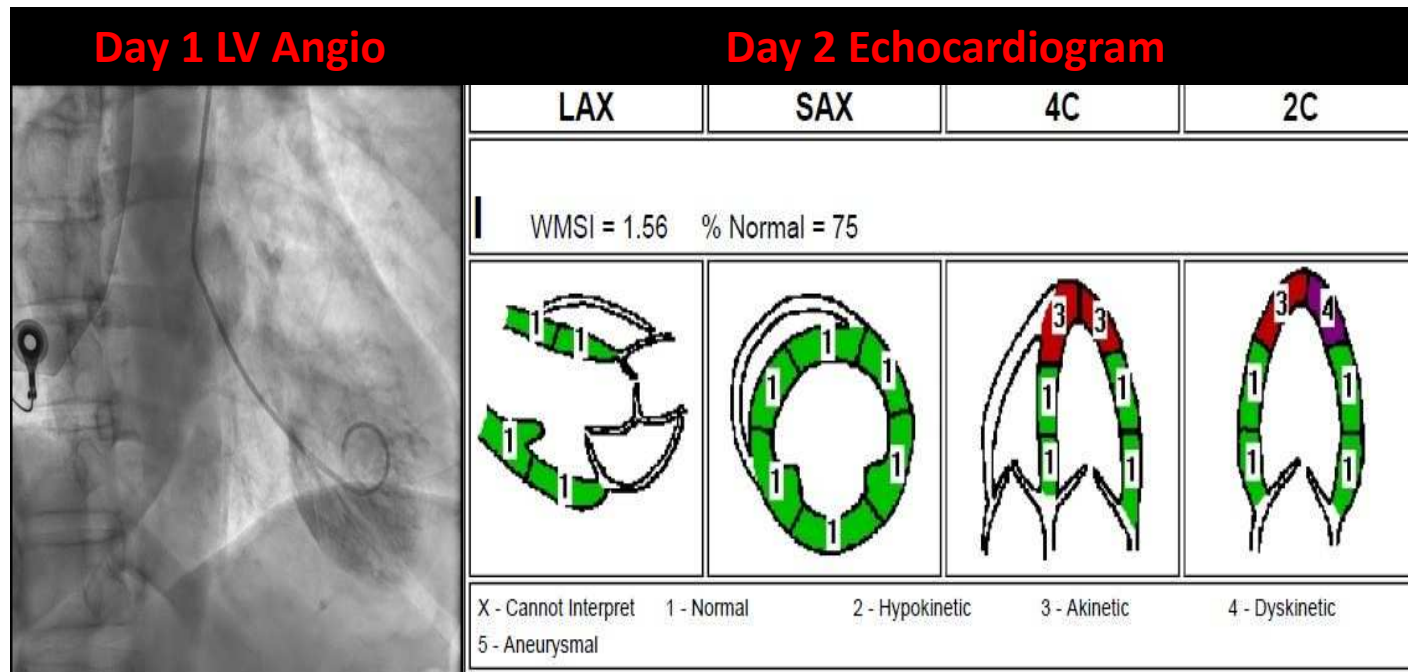 Day 1 LV Angio
Day 2 Echocardiogram
LAX SAX 4C 2C
I WMSI = 1.56 % Normal = 75
1 1 1 1
1 1 1 1 1 1
3 3 1 1 1 1
3 4 1 1 1 1
X - Cannot Interpret 1 - Normal 2 - Hypokinetic 3 - Akinetic 4 - Dyskinetic
5 - Aneurysmal